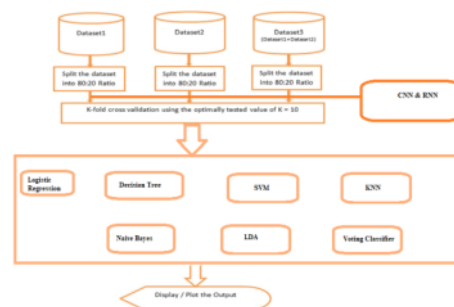 Dataset1
Dataset2
Dataset3
(Dataset1+Dataset2)
Split the dataset
into 80:20 Ratio
Split the dataset
into 80:20 Ratio
Split the dataset
into 80:20 Ratio
CNN & RNN
K-fold cross validation using the optimally tested value of K = 10
Logistic
Regression
Decision Tree
SVM
KNN
Naive Bayes
LDA
Voting Classifier
Display / Plot the Output